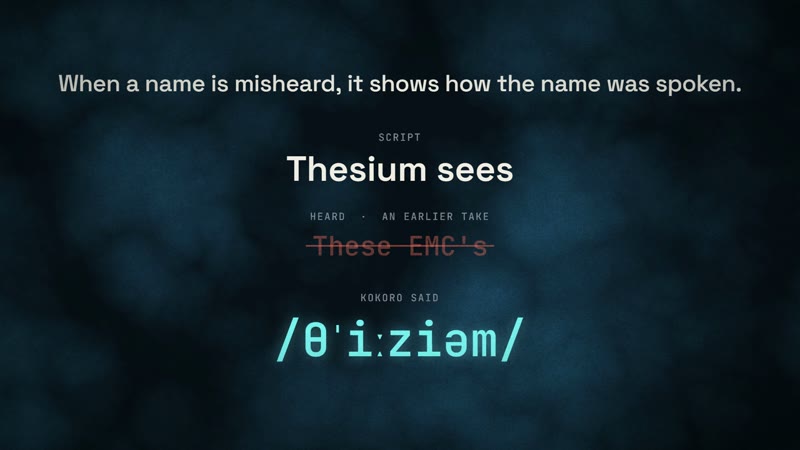 When a name is misheard, it shows how the name was spoken.
SCRIPT
Thesium sees
HEARD · AN EARLIER TAKE
These EMC's
KOKORO SAID
/θˈiːziəm/